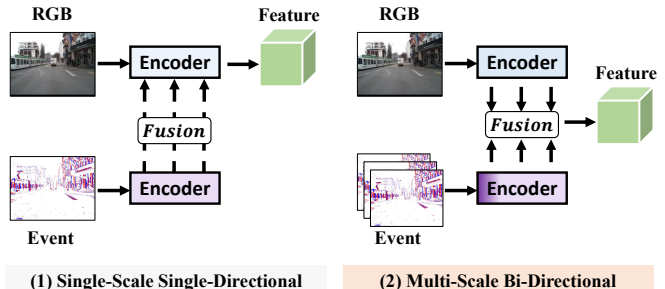 RGB
Encoder
Feature
Fusion
Encoder
Event
(1) Single-Scale Single-Directional
RGB
Encoder
Feature
Fusion
Encoder
Event
(2) Multi-Scale Bi-Directional